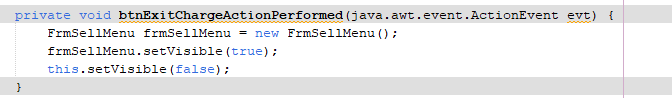 private void btnExitChargeActionPerformed(java.awt.event.ActionEvent evt) {
FrmSellMenu frmSellMenu = new FrmSellMenu();
frmSellMenu.setVisible(true);
this.setVisible(false);
}